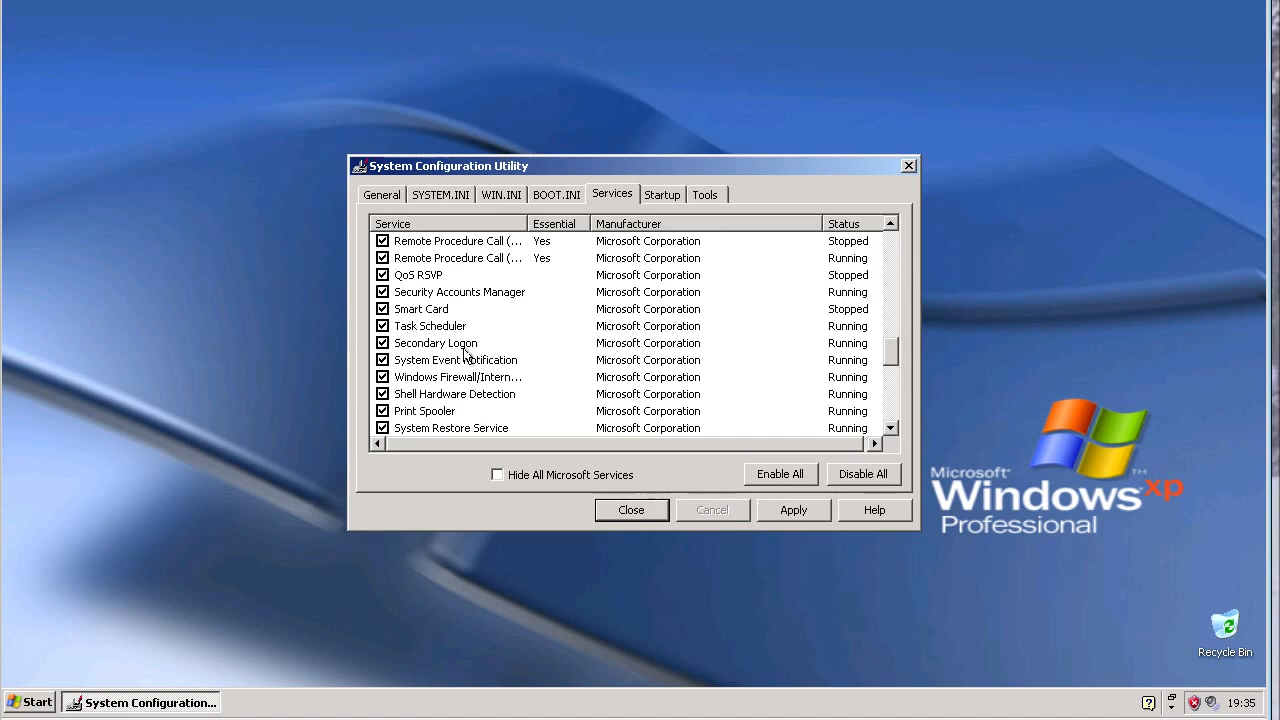 System Configuration Utility
General SYSTEM.INI WIN.INI BOOT.INI Services Startup Tools
Service Essential Manufacturer Status
Remote Procedure Call (... Yes Microsoft Corporation Stopped
Remote Procedure Call (... Yes Microsoft Corporation Running
QoS RSVP Microsoft Corporation Stopped
Security Accounts Manager Microsoft Corporation Running
Smart Card Microsoft Corporation Stopped
Task Scheduler Microsoft Corporation Running
Secondary Logon Microsoft Corporation Running
System Event Notification Microsoft Corporation Running
Windows Firewall/Intern... Microsoft Corporation Running
Shell Hardware Detection Microsoft Corporation Running
Print Spooler Microsoft Corporation Running
System Restore Service Microsoft Corporation Running
Hide All Microsoft Services Enable All Disable All
Close Cancel Apply Help
Microsoft
Windows xp TM
Professional
Recycle Bin
Start System Configuration... 19:35